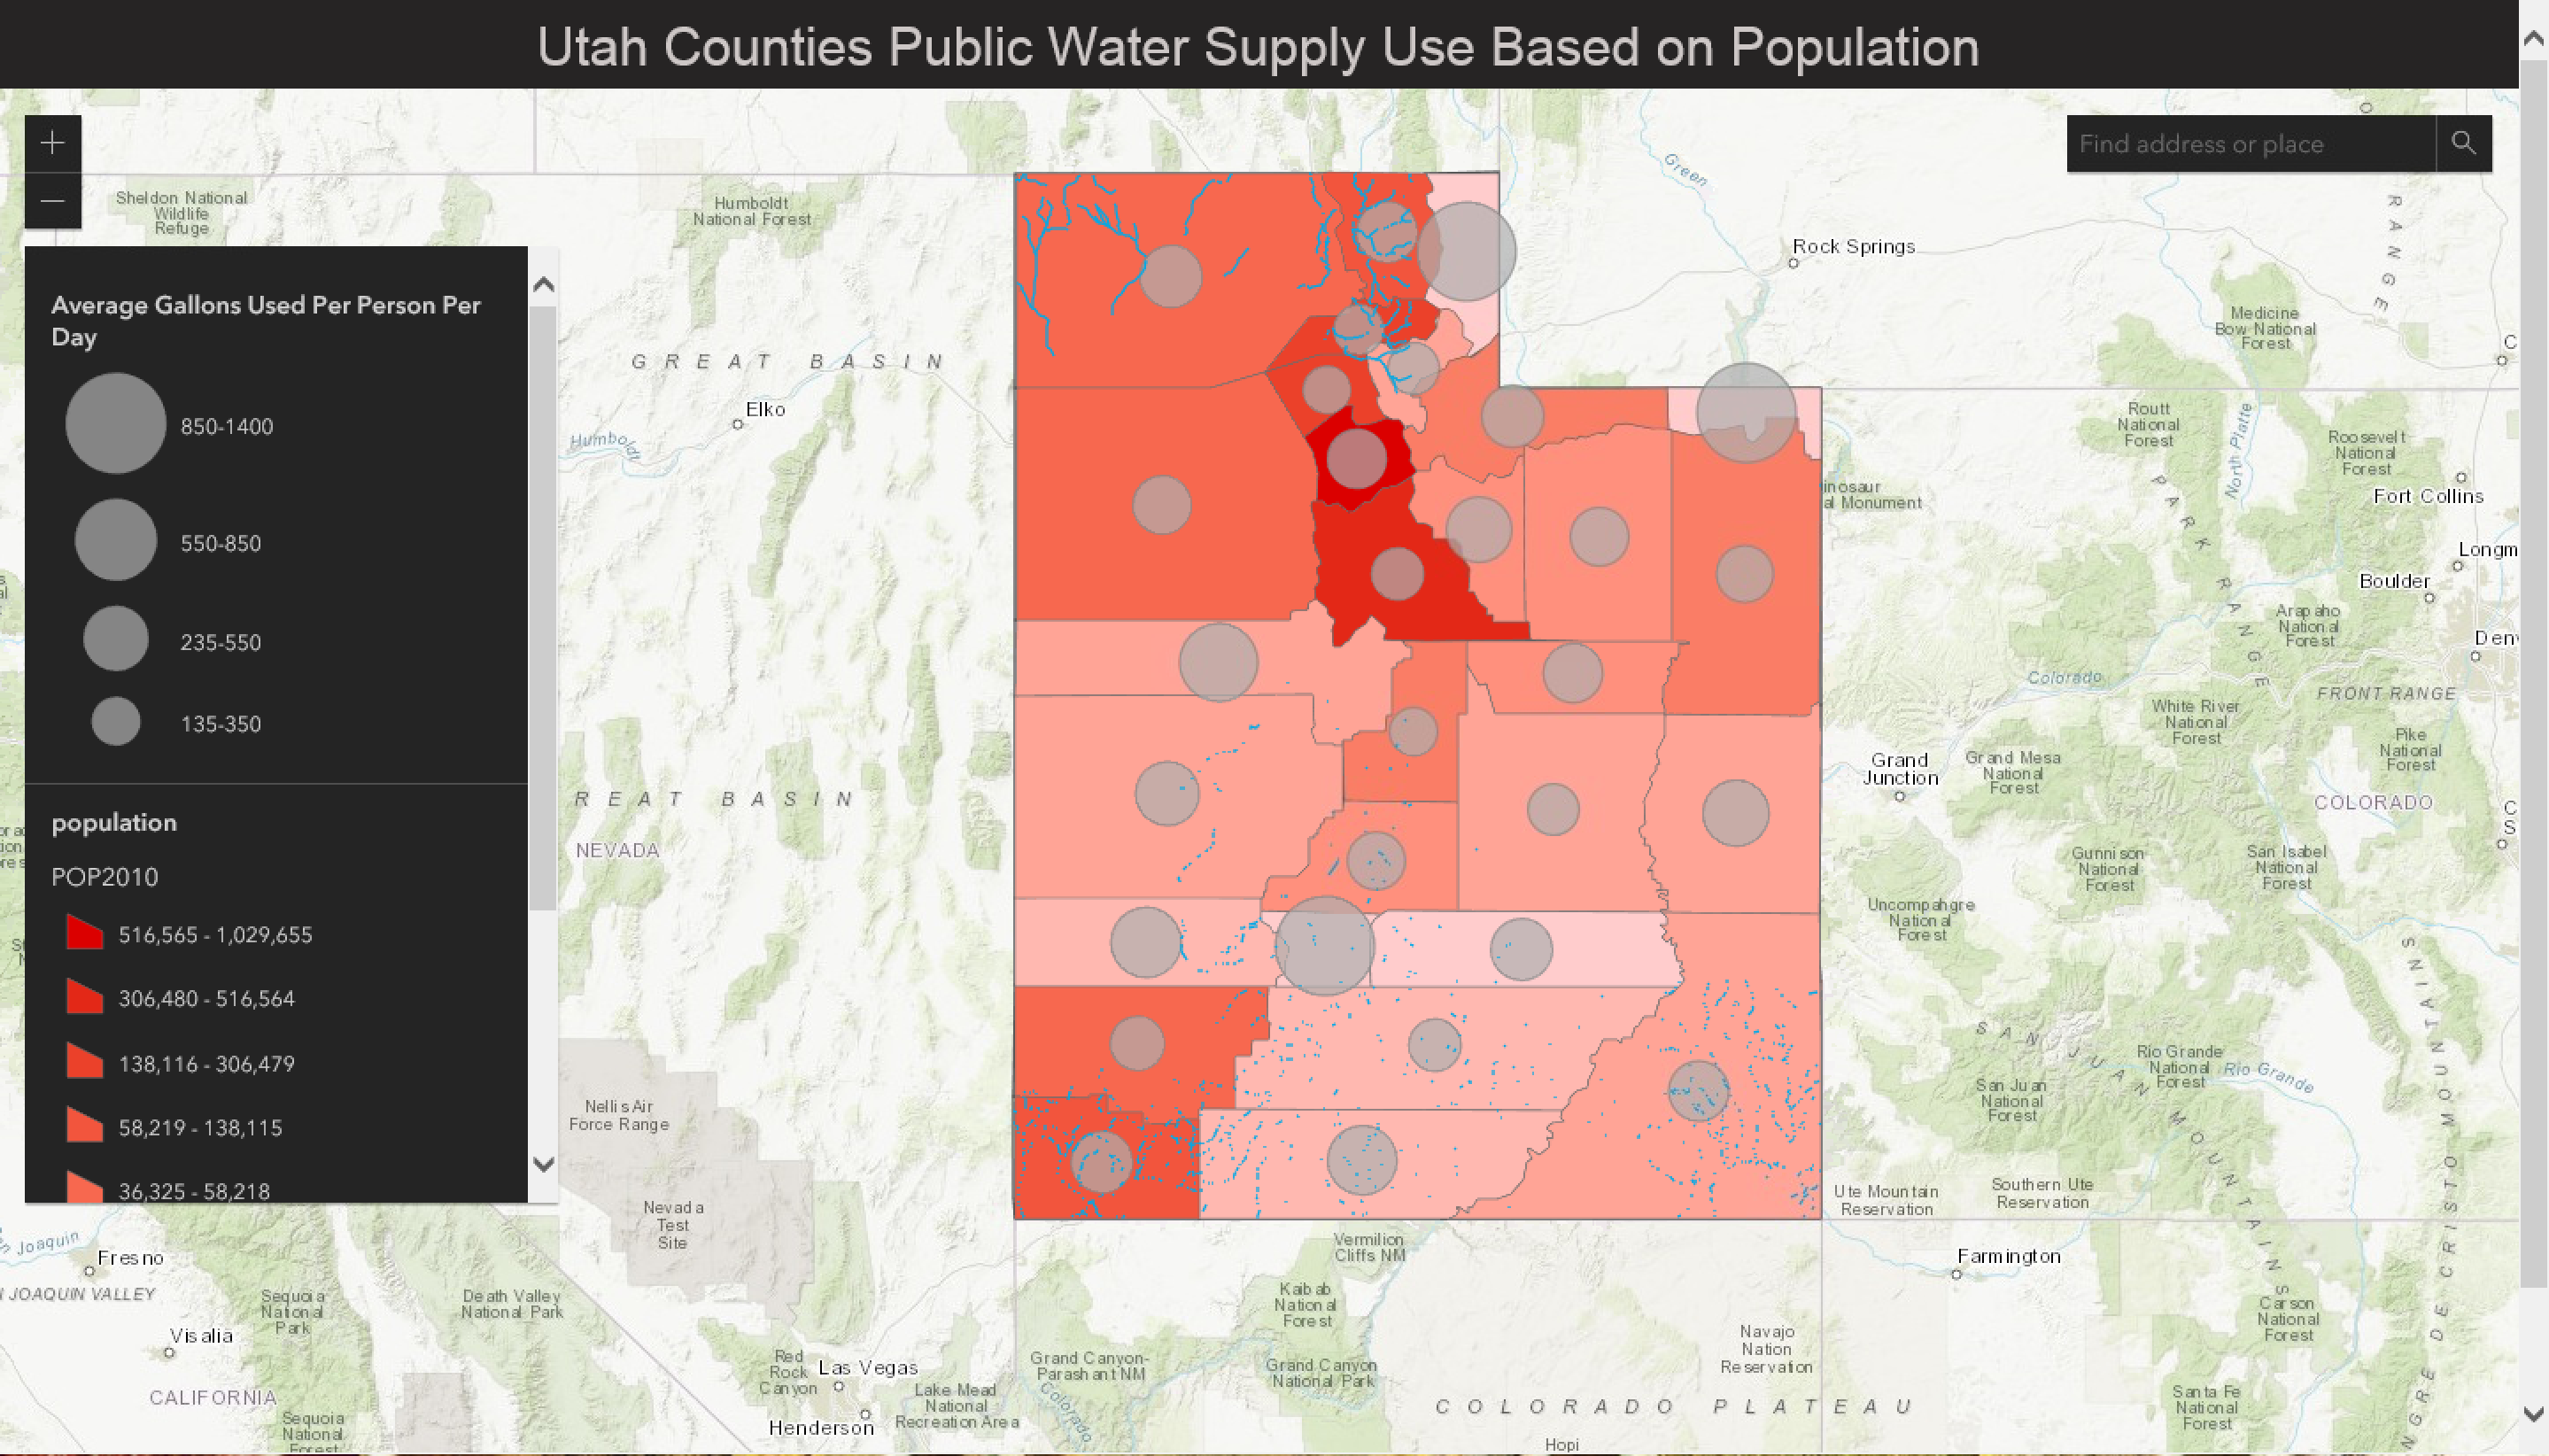 Utah Counties Public Water Supply Use Based on Population
Find address or place
Average Gallons Used Per Person Per
Day
850-1400
550-850
235-550
135-350
population
POP2010
516,565 - 1,029,655
306,480 - 516,564
138,116 - 306,479
58,219 - 138,115
36,325 - 58,218
Sheldon National
Wildlife
Refuge
Humboldt
National Forest
GREAT BASIN
Elko
Humboldt
REAT BASIN
NEVADA
Nellis Air
Force Range
Nevada
Test
Site
Joaquin
Fresno
JOAQUIN VALLEY
Visalia
CALIFORNIA
Sequoia
National
Park
Sequoia
National
Forest
Death Valley
National Park
Red
Rock
Canyon
Las Vegas
Henderson
Lake Mead
National
Recreation Area
Grand Canyon-
Parashant NM
Colorado
Vermilion
Cliffs NM
Kaibab
National
Forest
Grand Canyon
National Park
COLORADO PLATEAU
Hopi
Navajo
Nation
Reservation
Green
Rock Springs
RANGE
Medicine
Bow National
Forest
Routt
National
Forest
North Platte
Roosevelt
National
Forest
Fort Collins
inosaur
al Monument
PARK RANGE
Longm
Boulder
Arapaho
National
Forest
Den
Colorado
FRONT RANGE
White River
National
Forest
Pike
National
Forest
Grand
Junction
Grand Mesa
National
Forest
COLORADO
C
S
Gunnison
National
Forest
San Isabel
National
Forest
Uncompahgre
National
Forest
SAN JUAN MOUNTAINS
Rio Grande
National
Forest
Rio Grande
San Juan
National
Forest
Ute Mountain
Reservation
Southern Ute
Reservation
Farmington
Carson
National
Forest
Santa Fe
National
Forest
NGRE DE CRISTO MOUNTAINS